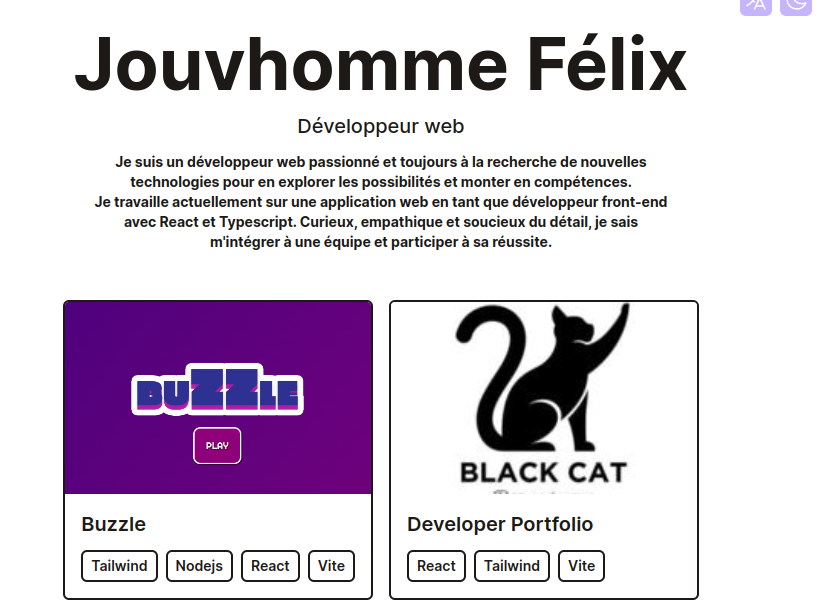 Jouvhomme Félix
Développeur web
Je suis un développeur web passionné et toujours à la recherche de nouvelles
technologies pour en explorer les possibilités et monter en compétences.
Je travaille actuellement sur une application web en tant que développeur front-end
avec React et Typescript. Curieux, empathique et soucieux du détail, je sais
m'intégrer à une équipe et participer à sa réussite.
BUZZLE
PLAY
Buzzle
Tailwind Nodejs React Vite
BLACK CAT
Developer Portfolio
React Tailwind Vite